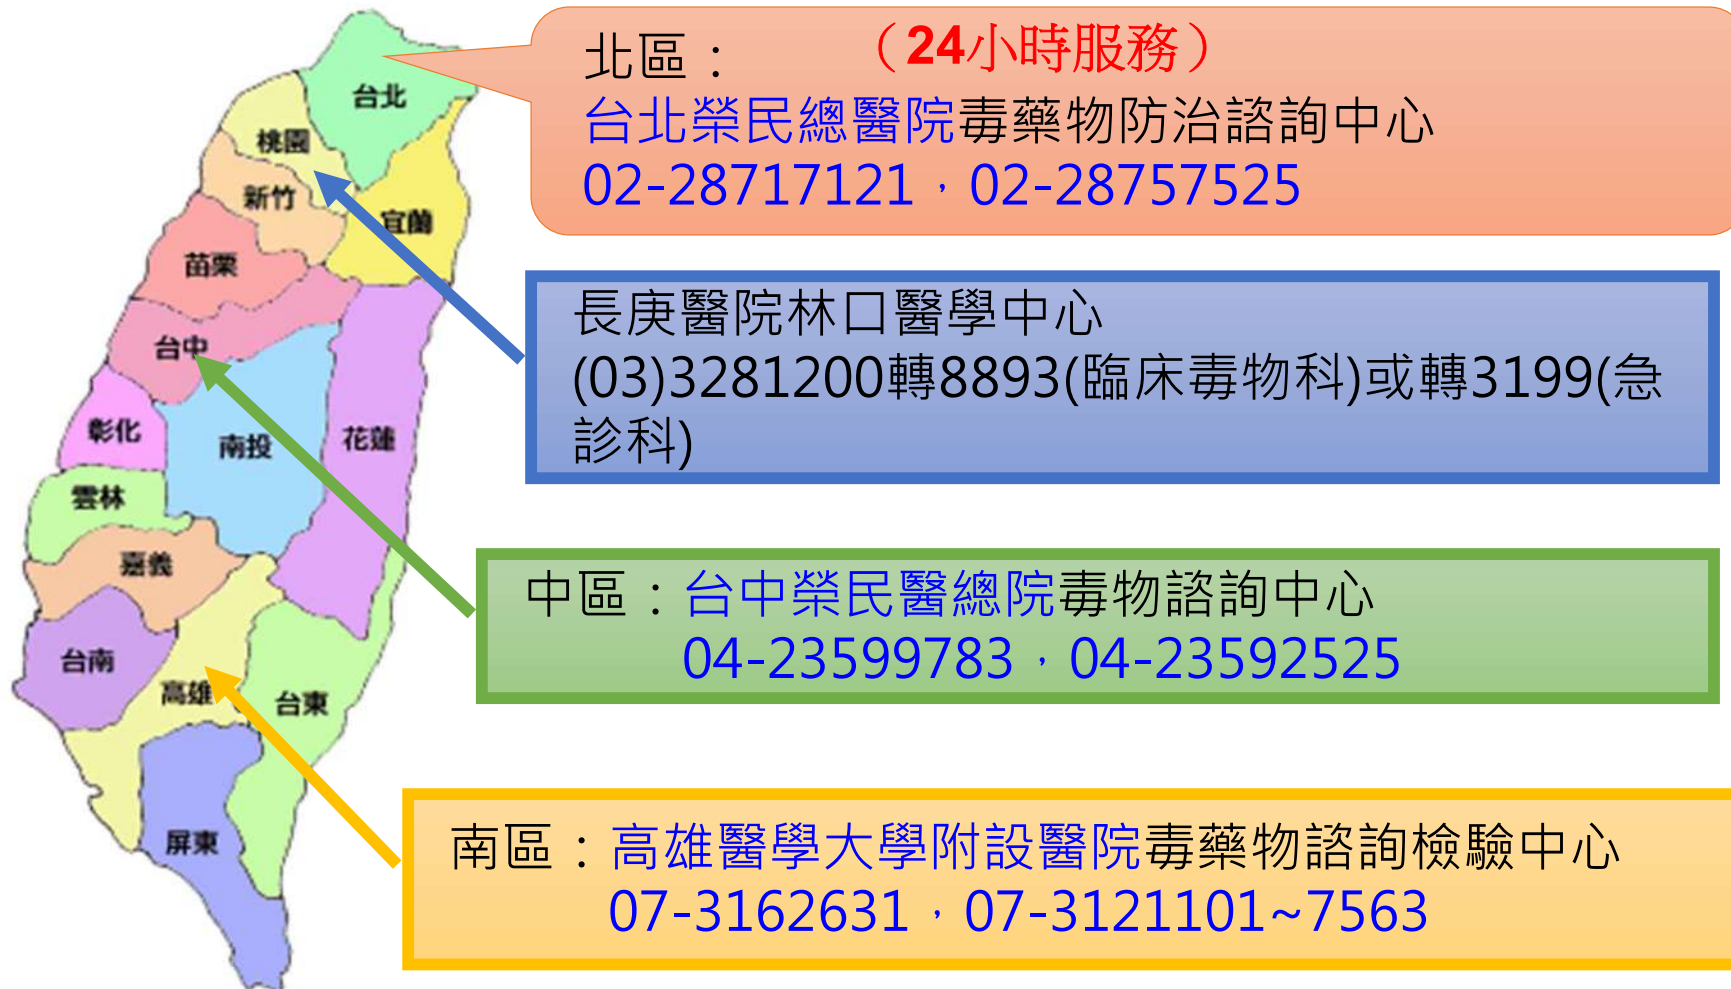 北區： （24小時服務）
台北榮民總醫院毒藥物防治諮詢中心
02-28717121，02-28757525
長庚醫院林口醫學中心
(03)3281200轉8893(臨床毒物科)或轉3199(急
診科)
中區：台中榮民醫總院毒物諮詢中心
04-23599783，04-23592525
南區：高雄醫學大學附設醫院毒藥物諮詢檢驗中心
07-3162631，07-3121101~7563
台北
桃園
新竹
宜蘭
苗栗
台中
彰化
南投
花蓮
雲林
嘉義
台南
高雄
台東
屏東